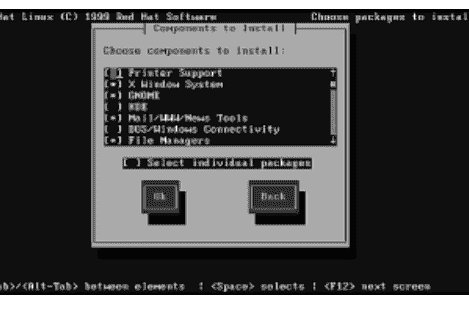 Hat Linux (C) 1999 Red Hat Software Choose packages to instal
Components to Install
Choose components to install:
[ ] Printer Support
[*] X Window System
[*] GNOME
[ ] KDE
[*] Mail/WWW/News Tools
[ ] DOS/Windows Connectivity
[*] File Managers
[ ] Select individual packages
Ok Back
ab>/<Alt-Tab> between elements | <Space> selects | <F12> next screen